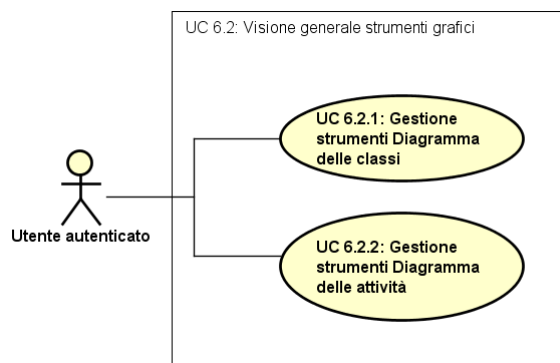 UC 6.2: Visione generale strumenti grafici
UC 6.2.1: Gestione
strumenti Diagramma
delle classi
Utente autenticato
UC 6.2.2: Gestione
strumenti Diagramma
delle attività